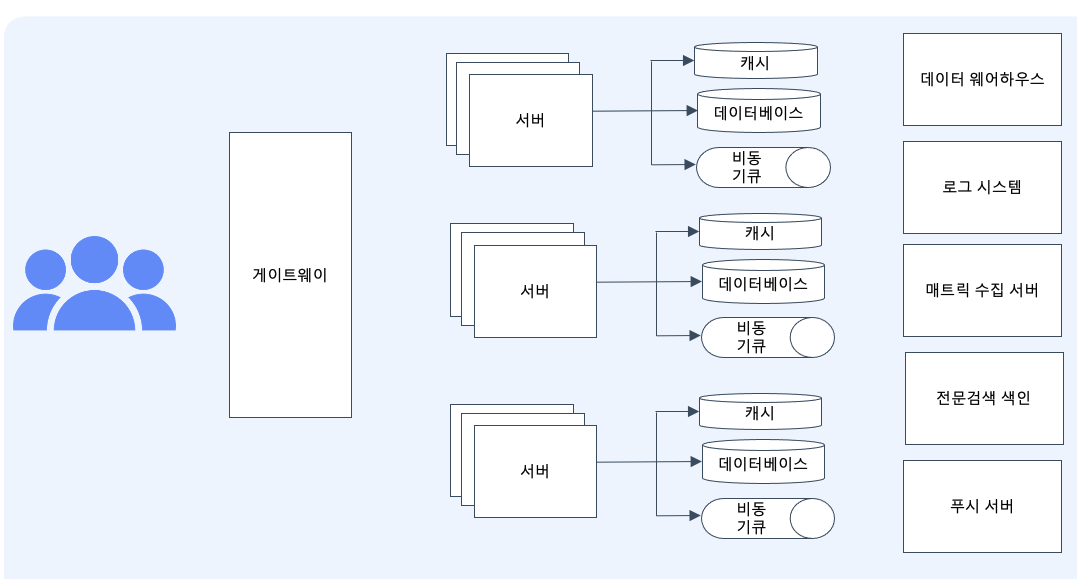 게이트웨이
서버
캐시
데이터베이스
비동
기큐
서버
캐시
데이터베이스
비동
기큐
서버
캐시
데이터베이스
비동
기큐
데이터 웨어하우스
로그 시스템
매트릭 수집 서버
전문검색 색인
푸시 서버